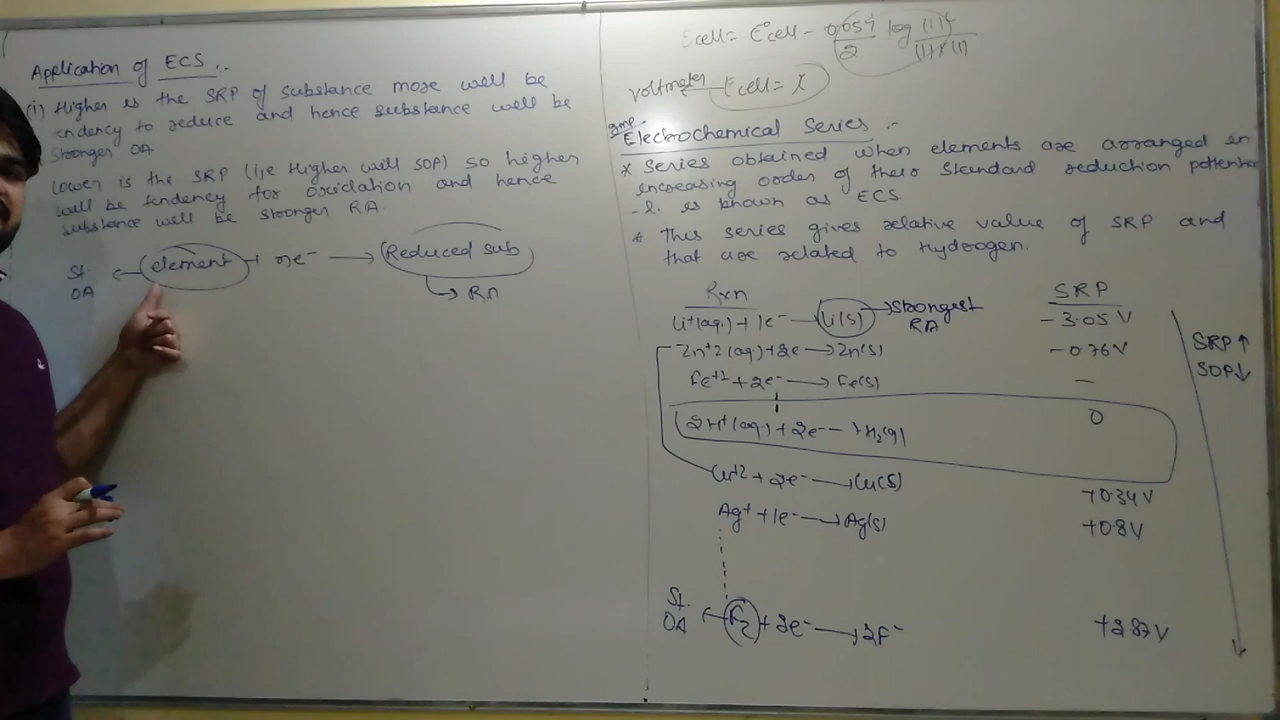 Application of ECS :-
(i) Higher is the SRP of substance more will be
tendency to reduce and hence substance will be
stronger OA
Lower is the SRP (i,e Higher will SOP) so higher
will be tendency for oxidation and hence
substance will be stronger RA
St OA ← element + ne⁻ → Reduced sub
→ RA
Ecell = E°cell - 0.059/2 log (1)²/(1)×(1)
voltmeter Ecell = X
Imp.
Electrochemical Series :-
* Series obtained when elements are arranged in
increasing order of their standard reduction potential
-l. is known as ECS.
* This series gives relative value of SRP and
that are related to Hydrogen.
Rxn SRP
Li⁺(aq.) + 1e⁻ → Li(s) → strongest RA -3.05 V
Zn⁺²(aq) + 2e → Zn(s) -0.76V
SRP↑
SOP↓
Fe⁺² + 2e⁻ → Fe(s) —
2H⁺(aq.) + 2e⁻ → H₂(g) 0
Cu⁺² + 2e⁻ → Cu(s) +0.34V
Ag⁺ + 1e⁻ → Ag(s) +0.8V
St. OA ← F₂ + 2e⁻ → 2F⁻ +2.87V